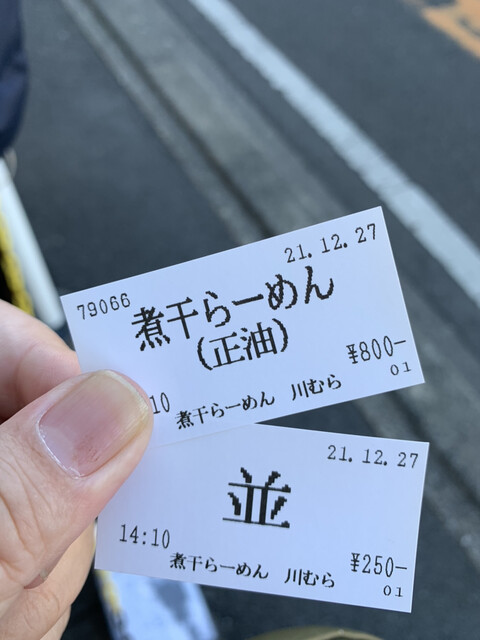 21.12.27
79066
煮干らーめん
(正油)
¥800-
10
01
煮干らーめん 川むら
21.12.27
並
14:10
¥250-
煮干らーめん 川むら
01